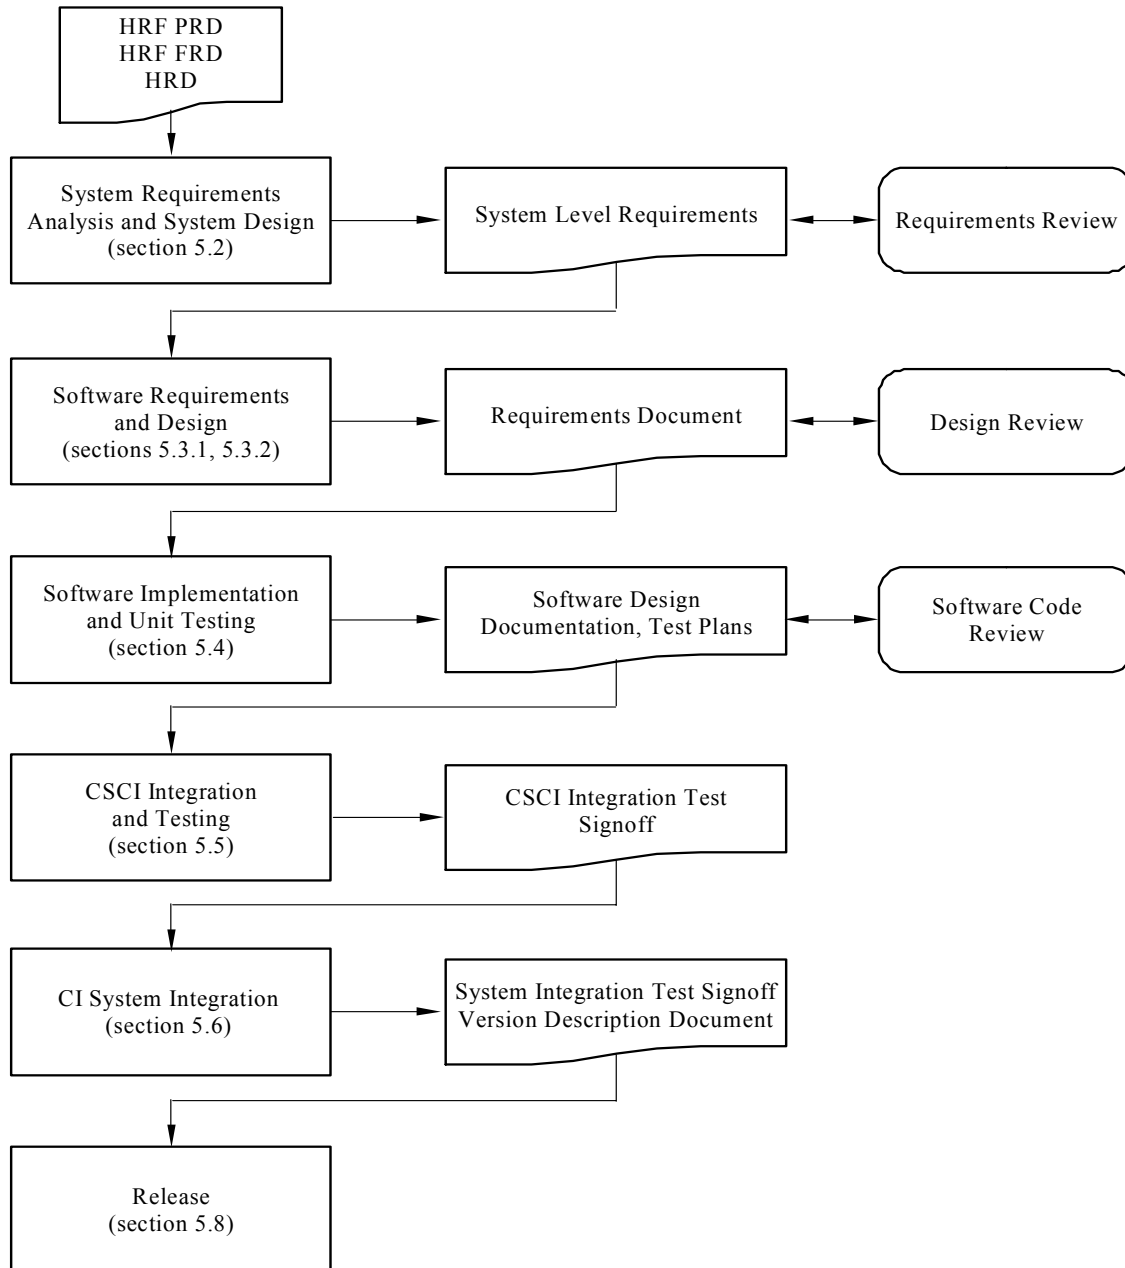 HRF PRD
HRF FRD
HRD
System Requirements
Analysis and System Design
(section 5.2)
System Level Requirements
Requirements Review
Software Requirements
and Design
(sections 5.3.1, 5.3.2)
Requirements Document
Design Review
Software Implementation
and Unit Testing
(section 5.4)
Software Design
Documentation, Test Plans
Software Code
Review
CSCI Integration
and Testing
(section 5.5)
CSCI Integration Test
Signoff
CI System Integration
(section 5.6)
System Integration Test Signoff
Version Description Document
Release
(section 5.8)